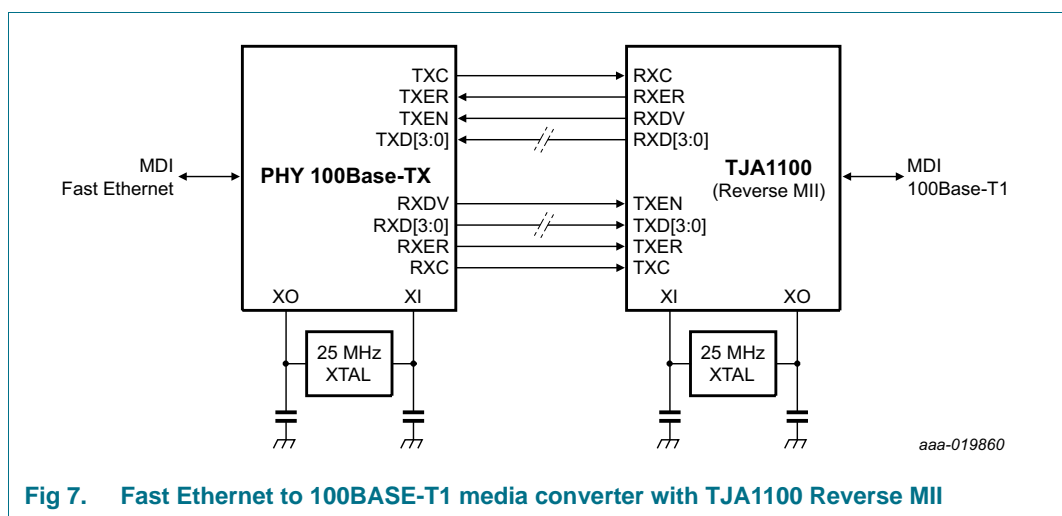 TXC
TXER
TXEN
TXD[3:0]
RXC
RXER
RXDV
RXD[3:0]
MDI
Fast Ethernet
PHY 100Base-TX
TJA1100
(Reverse MII)
MDI
100Base-T1
RXDV
RXD[3:0]
RXER
RXC
TXEN
TXD[3:0]
TXER
TXC
XO
XI
XI
XO
25 MHz
XTAL
25 MHz
XTAL
aaa-019860
Fig 7. Fast Ethernet to 100BASE-T1 media converter with TJA1100 Reverse MII